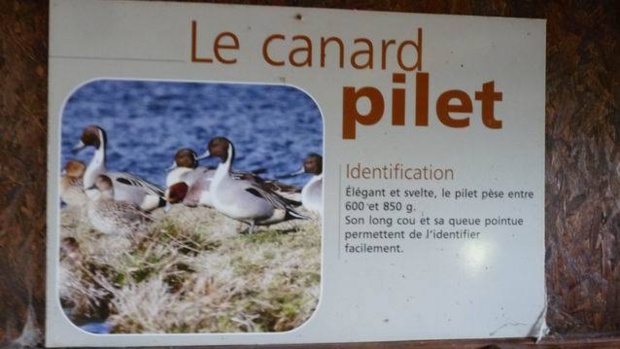 Le canard
pilet
Identification
Élégant et svelte, le pilet pèse entre
600 et 850 g.
Son long cou et sa queue pointue
permettent de l'identifier
facilement.